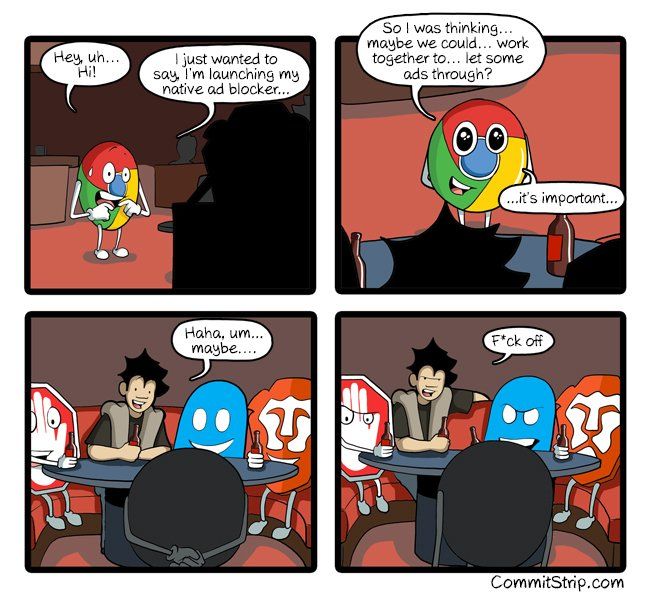 Hey, uh...
Hi!
I just wanted to
say, I'm launching my
native ad blocker...
So I was thinking...
maybe we could... work
together to... let some
ads through?
...it's important...
Haha, um...
maybe....
F*ck off
CommitStrip.com